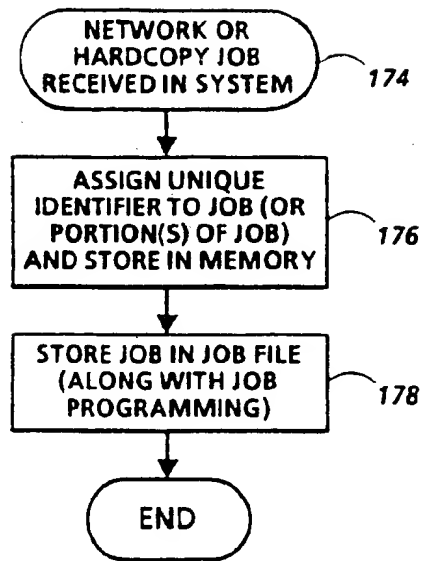 NETWORK OR
HARDCOPY JOB
RECEIVED IN SYSTEM
174
ASSIGN UNIQUE
IDENTIFIER TO JOB (OR
PORTION(S) OF JOB)
AND STORE IN MEMORY
176
STORE JOB IN JOB FILE
(ALONG WITH JOB
PROGRAMMING)
178
END